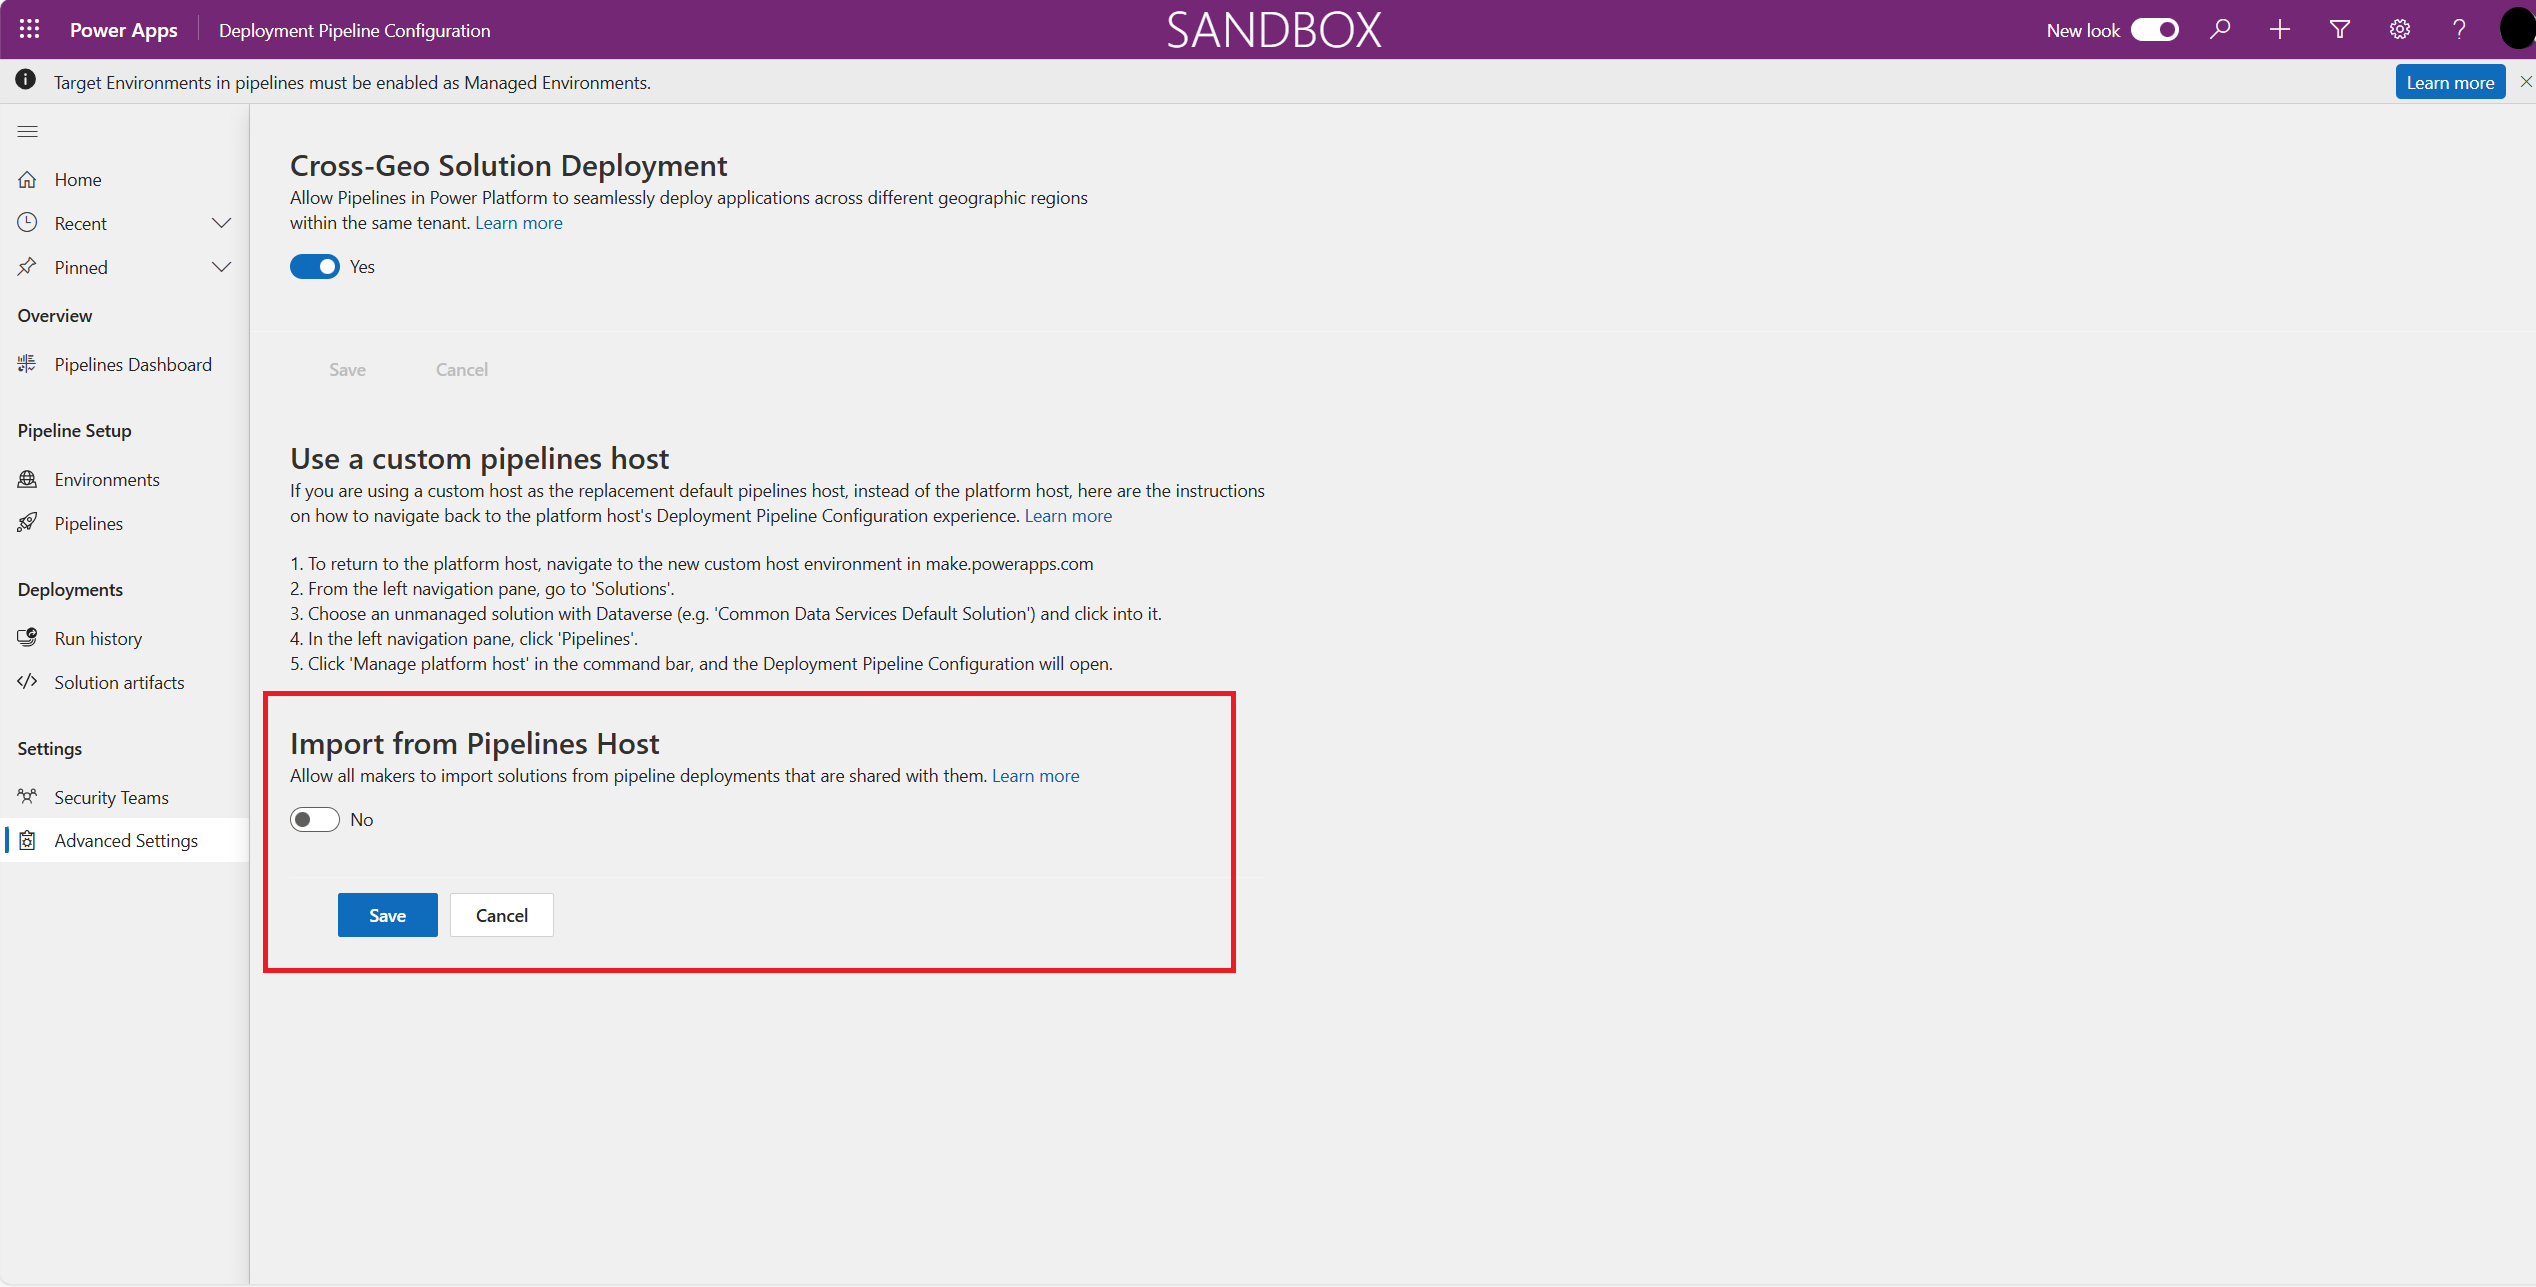 Power Apps
Deployment Pipeline Configuration
SANDBOX
New look
Target Environments in pipelines must be enabled as Managed Environments.
Learn more
Home
Recent
Pinned
Overview
Pipelines Dashboard
Pipeline Setup
Environments
Pipelines
Deployments
Run history
Solution artifacts
Settings
Security Teams
Advanced Settings
Cross-Geo Solution Deployment
Allow Pipelines in Power Platform to seamlessly deploy applications across different geographic regions
within the same tenant. Learn more
Yes
Save
Cancel
Use a custom pipelines host
If you are using a custom host as the replacement default pipelines host, instead of the platform host, here are the instructions
on how to navigate back to the platform host's Deployment Pipeline Configuration experience. Learn more
1. To return to the platform host, navigate to the new custom host environment in make.powerapps.com
2. From the left navigation pane, go to 'Solutions'.
3. Choose an unmanaged solution with Dataverse (e.g. 'Common Data Services Default Solution') and click into it.
4. In the left navigation pane, click 'Pipelines'.
5. Click 'Manage platform host' in the command bar, and the Deployment Pipeline Configuration will open.
Import from Pipelines Host
Allow all makers to import solutions from pipeline deployments that are shared with them. Learn more
No
Save
Cancel